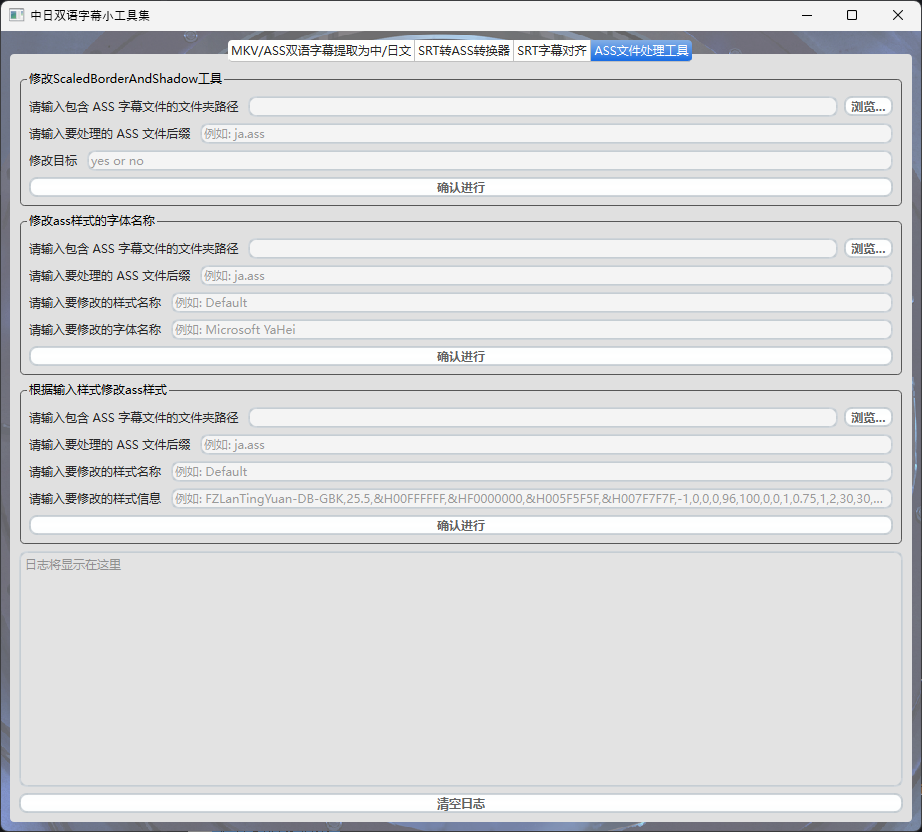 中日双语字幕小工具集
MKV/ASS双语字幕提取为中/日文 SRT转ASS转换器 SRT字幕对齐 ASS文件处理工具
修改ScaledBorderAndShadow工具
请输入包含 ASS 字幕文件的文件夹路径 浏览...
请输入要处理的 ASS 文件后缀 例如: ja.ass
修改目标 yes or no
确认进行
修改ass样式的字体名称
请输入包含 ASS 字幕文件的文件夹路径 浏览...
请输入要处理的 ASS 文件后缀 例如: ja.ass
请输入要修改的样式名称 例如: Default
请输入要修改的字体名称 例如: Microsoft YaHei
确认进行
根据输入样式修改ass样式
请输入包含 ASS 字幕文件的文件夹路径 浏览...
请输入要处理的 ASS 文件后缀 例如: ja.ass
请输入要修改的样式名称 例如: Default
请输入要修改的样式信息 例如: FZLanTingYuan-DB-GBK,25.5,&H00FFFFFF,&HF0000000,&H005F5F5F,&H007F7F7F,-1,0,0,0,96,100,0,0,1,0.75,1,2,30,30,...
确认进行
日志将显示在这里
清空日志